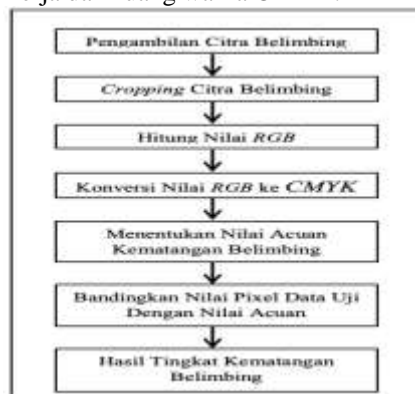 Pengambilan Citra Belimbing
Cropping Citra Belimbing
Hitung Nilai RGB
Konversi Nilai RGB ke CMYK
Menentukan Nilai Acuan
Kematangan Belimbing
Bandingkan Nilai Pixel Data Uji
Dengan Nilai Acuan
Hasil Tingkat Kematangan
Belimbing